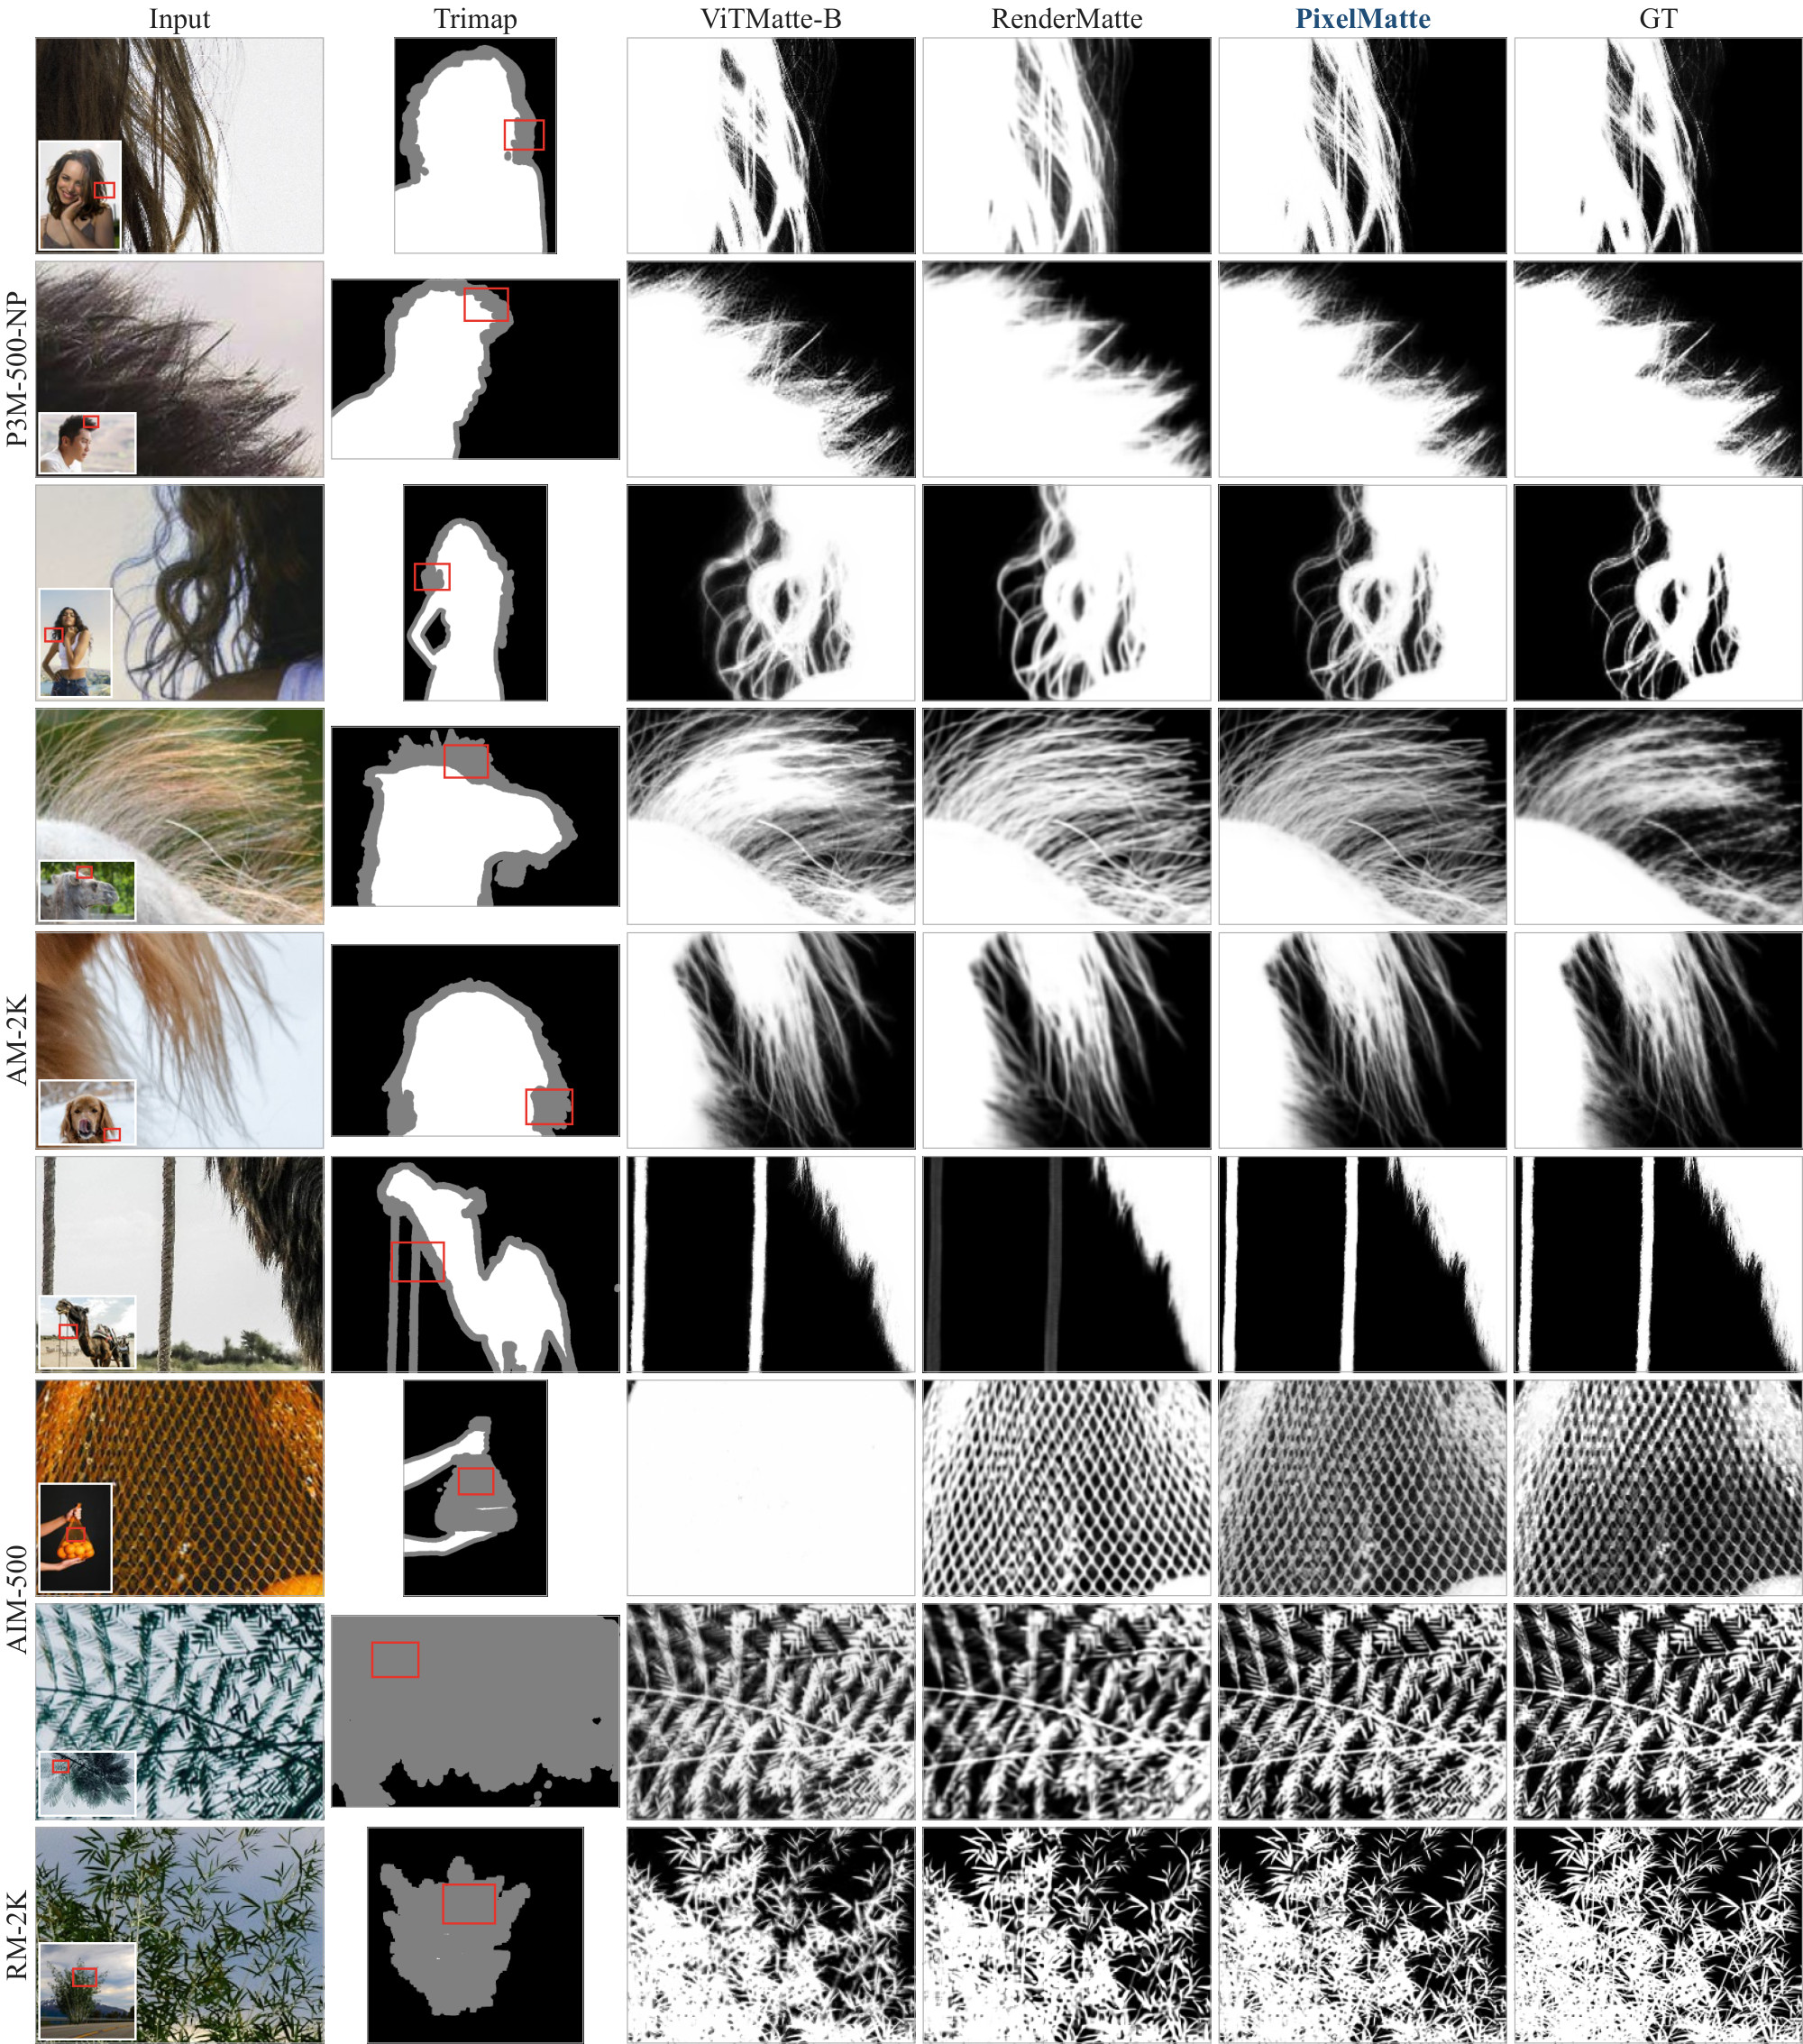 Input Trimap ViTMatte-B RenderMatte PixelMatte GT
P3M-500-NP
AM-2K
AIM-500
RM-2K